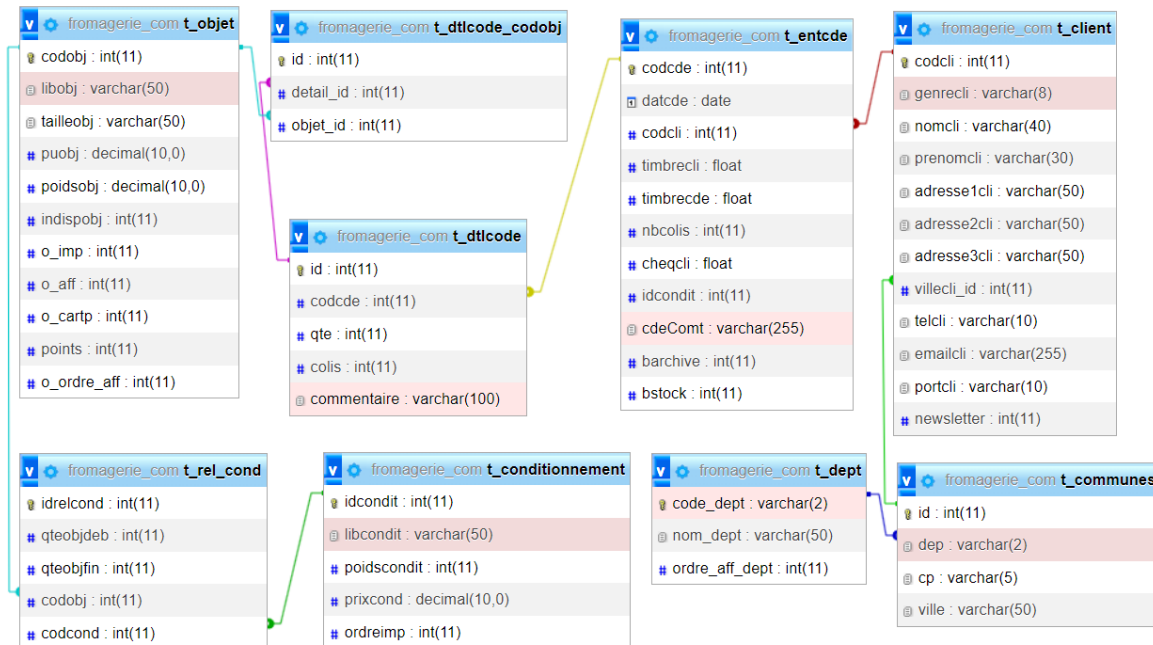 fromagerie_com t_objet
codobj : int(11)
libobj : varchar(50)
tailleobj : varchar(50)
puobj : decimal(10,0)
poidsobj : decimal(10,0)
indispobj : int(11)
o_imp : int(11)
o_aff : int(11)
o_cartp : int(11)
points : int(11)
o_ordre_aff : int(11)
fromagerie_com t_dtlcode_codobj
id : int(11)
detail_id : int(11)
objet_id : int(11)
fromagerie_com t_dtlcode
id : int(11)
codcde : int(11)
qte : int(11)
colis : int(11)
commentaire : varchar(100)
fromagerie_com t_entcde
codcde : int(11)
datcde : date
codcli : int(11)
timbrecli : float
timbrecde : float
nbcolis : int(11)
cheqcli : float
idcondit : int(11)
cdeComt : varchar(255)
barchive : int(11)
bstock : int(11)
fromagerie_com t_client
codcli : int(11)
genrecli : varchar(8)
nomcli : varchar(40)
prenomcli : varchar(30)
adresse1cli : varchar(50)
adresse2cli : varchar(50)
adresse3cli : varchar(50)
villecli_id : int(11)
telcli : varchar(10)
emailcli : varchar(255)
portcli : varchar(10)
newsletter : int(11)
fromagerie_com t_rel_cond
idrelcond : int(11)
qteobjdeb : int(11)
qteobjfin : int(11)
codobj : int(11)
codcond : int(11)
fromagerie_com t_conditionnement
idcondit : int(11)
libcondit : varchar(50)
poidscondit : int(11)
prixcond : decimal(10,0)
ordreimp : int(11)
fromagerie_com t_dept
code_dept : varchar(2)
nom_dept : varchar(50)
ordre_aff_dept : int(11)
fromagerie_com t_communes
id : int(11)
dep : varchar(2)
cp : varchar(5)
ville : varchar(50)